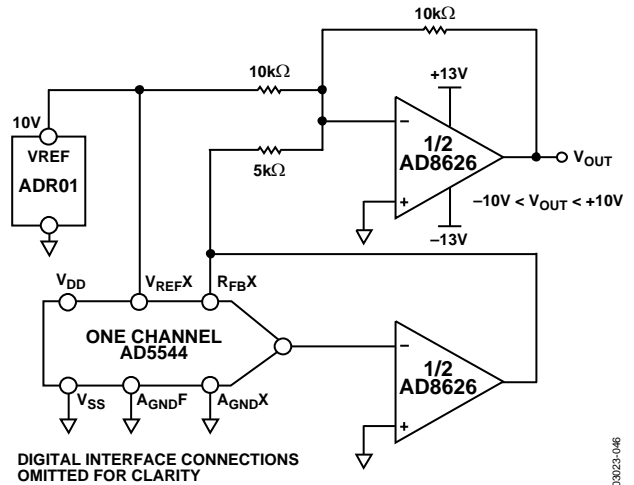 10kΩ
10kΩ
+13V
10V
VREF
ADR01
5kΩ
–
1/2
AD8626
+
VOUT
–10V < VOUT < +10V
–13V
VDD
VREFX
RFBX
ONE CHANNEL
AD5544
–
1/2
AD8626
+
VSS
AGNDF
AGNDX
DIGITAL INTERFACE CONNECTIONS
OMITTED FOR CLARITY
03023-046